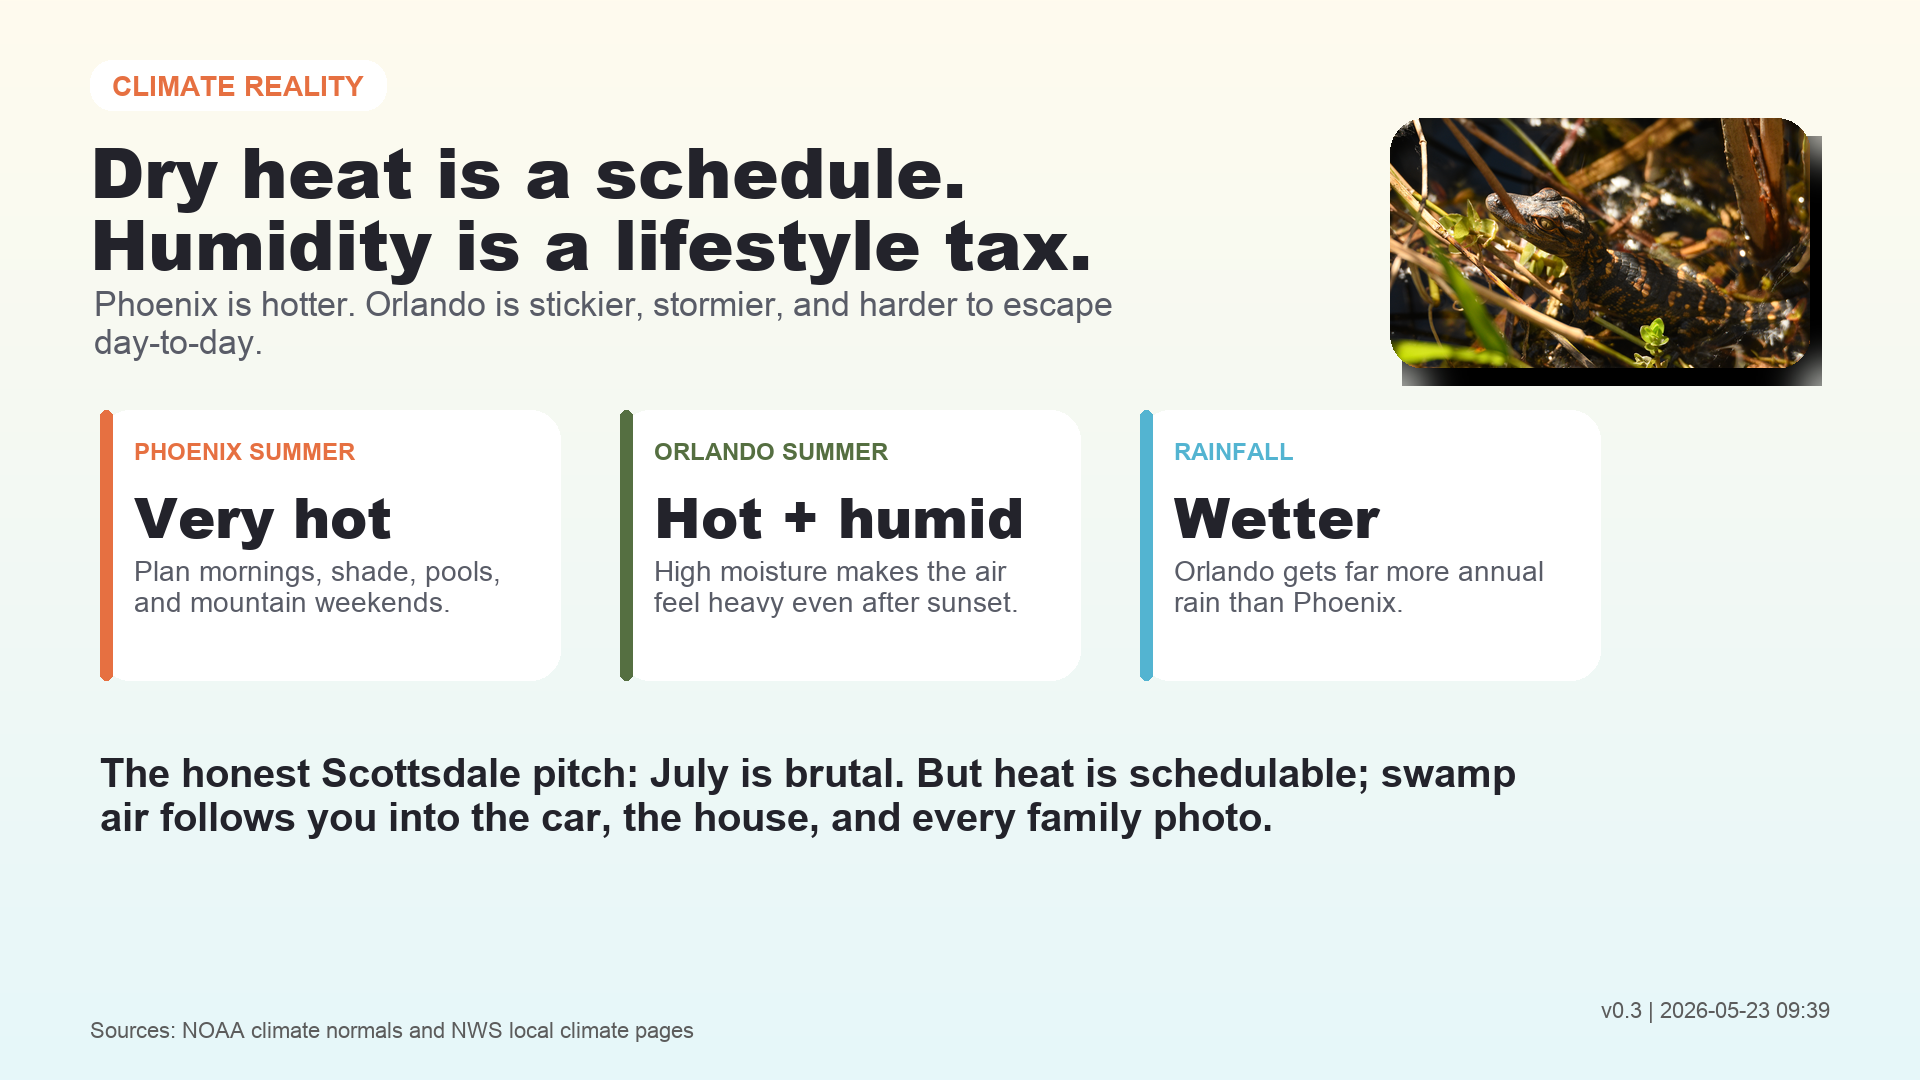 CLIMATE REALITY
Dry heat is a schedule.
Humidity is a lifestyle tax.
Phoenix is hotter. Orlando is stickier, stormier, and harder to escape
day-to-day.
PHOENIX SUMMER
Very hot
Plan mornings, shade, pools,
and mountain weekends.
ORLANDO SUMMER
Hot + humid
High moisture makes the air
feel heavy even after sunset.
RAINFALL
Wetter
Orlando gets far more annual
rain than Phoenix.
The honest Scottsdale pitch: July is brutal. But heat is schedulable; swamp
air follows you into the car, the house, and every family photo.
Sources: NOAA climate normals and NWS local climate pages
v0.3 | 2026-05-23 09:39